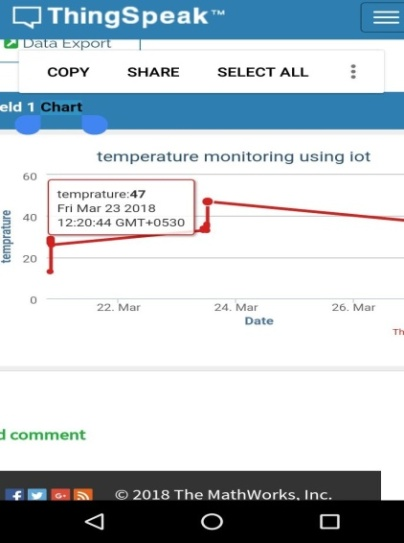 ThingSpeak™
Data Export
COPY SHARE SELECT ALL
eld 1 Chart
temperature monitoring using iot
60
40
20
0
temprature
temprature:47
Fri Mar 23 2018
12:20:44 GMT+0530
22. Mar 24. Mar 26. Mar
Date
Th
d comment
© 2018 The MathWorks, Inc.